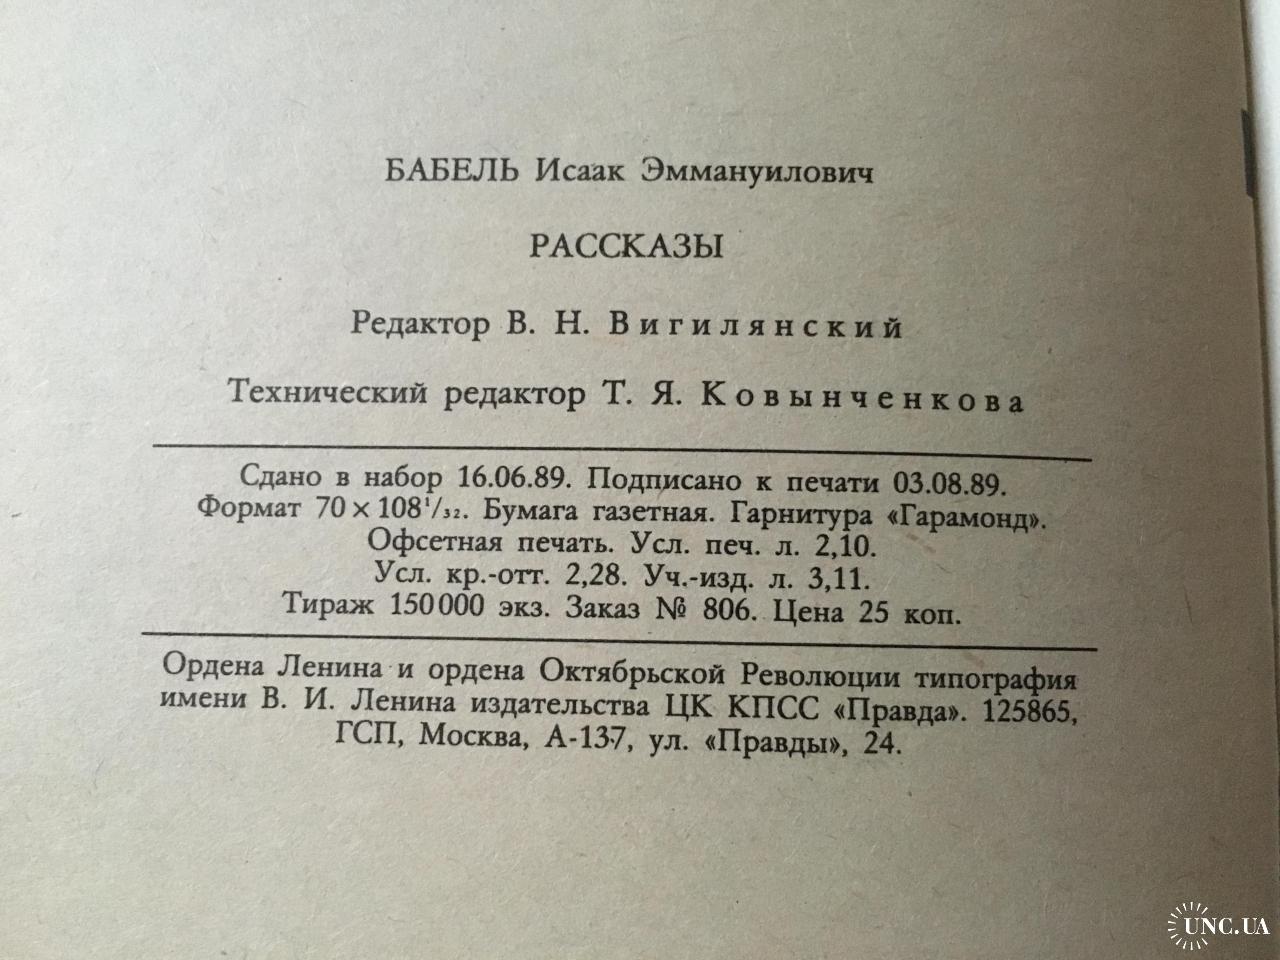 БАБЕЛЬ Исаак Эммануилович
РАССКАЗЫ
Редактор В. Н. Вигилянский
Технический редактор Т. Я. Ковынченкова
Сдано в набор 16.06.89. Подписано к печати 03.08.89.
Формат 70 × 108¹/₃₂. Бумага газетная. Гарнитура «Гарамонд».
Офсетная печать. Усл. печ. л. 2,10.
Усл. кр.-отт. 2,28. Уч.-изд. л. 3,11.
Тираж 150 000 экз. Заказ № 806. Цена 25 коп.
Ордена Ленина и ордена Октябрьской Революции типография
имени В. И. Ленина издательства ЦК КПСС «Правда». 125865,
ГСП, Москва, А-137, ул. «Правды», 24.
UNC.UA